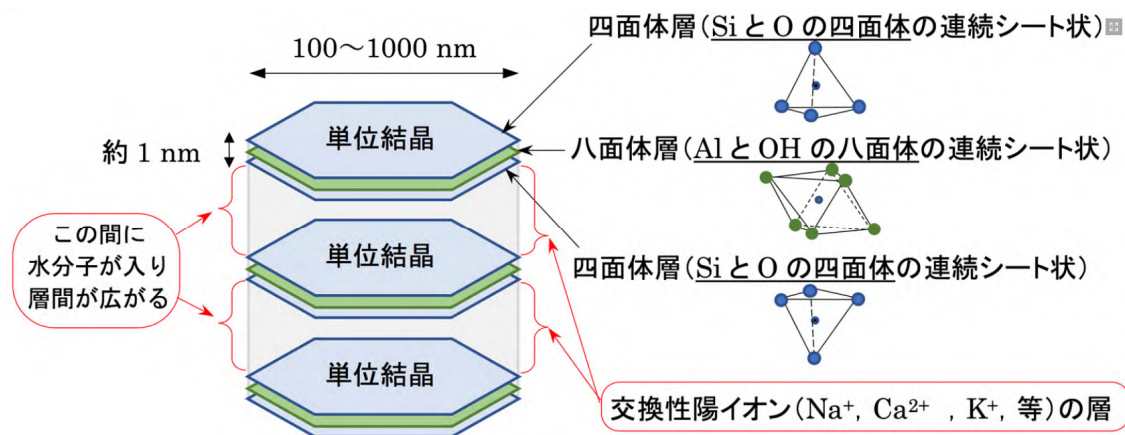 四面体層(SiとOの四面体の連続シート状)
100～1000 nm
単位結晶
約1 nm
八面体層(AlとOHの八面体の連続シート状)
この間に
水分子が入り
層間が広がる
単位結晶
四面体層(SiとOの四面体の連続シート状)
単位結晶
交換性陽イオン(Na⁺, Ca²⁺ , K⁺, 等)の層